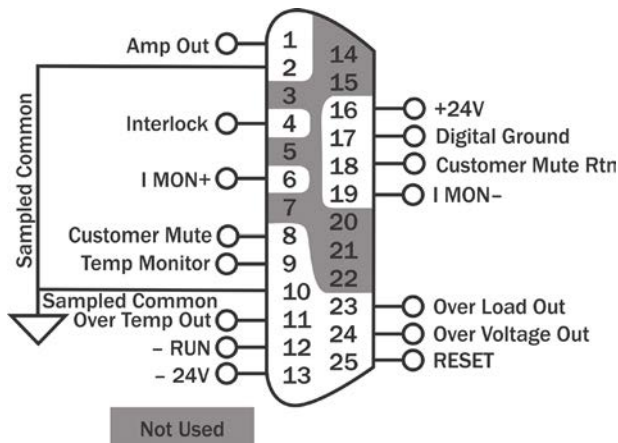 Amp Out
1
2
3
Interlock
4
5
I MON+
6
7
Customer Mute
8
Temp Monitor
9
Sampled Common
10
Sampled Common
Over Temp Out
11
– RUN
12
– 24V
13
14
15
16
+24V
17
Digital Ground
18
Customer Mute Rtn
19
I MON–
20
21
22
23
Over Load Out
24
Over Voltage Out
25
RESET
Not Used